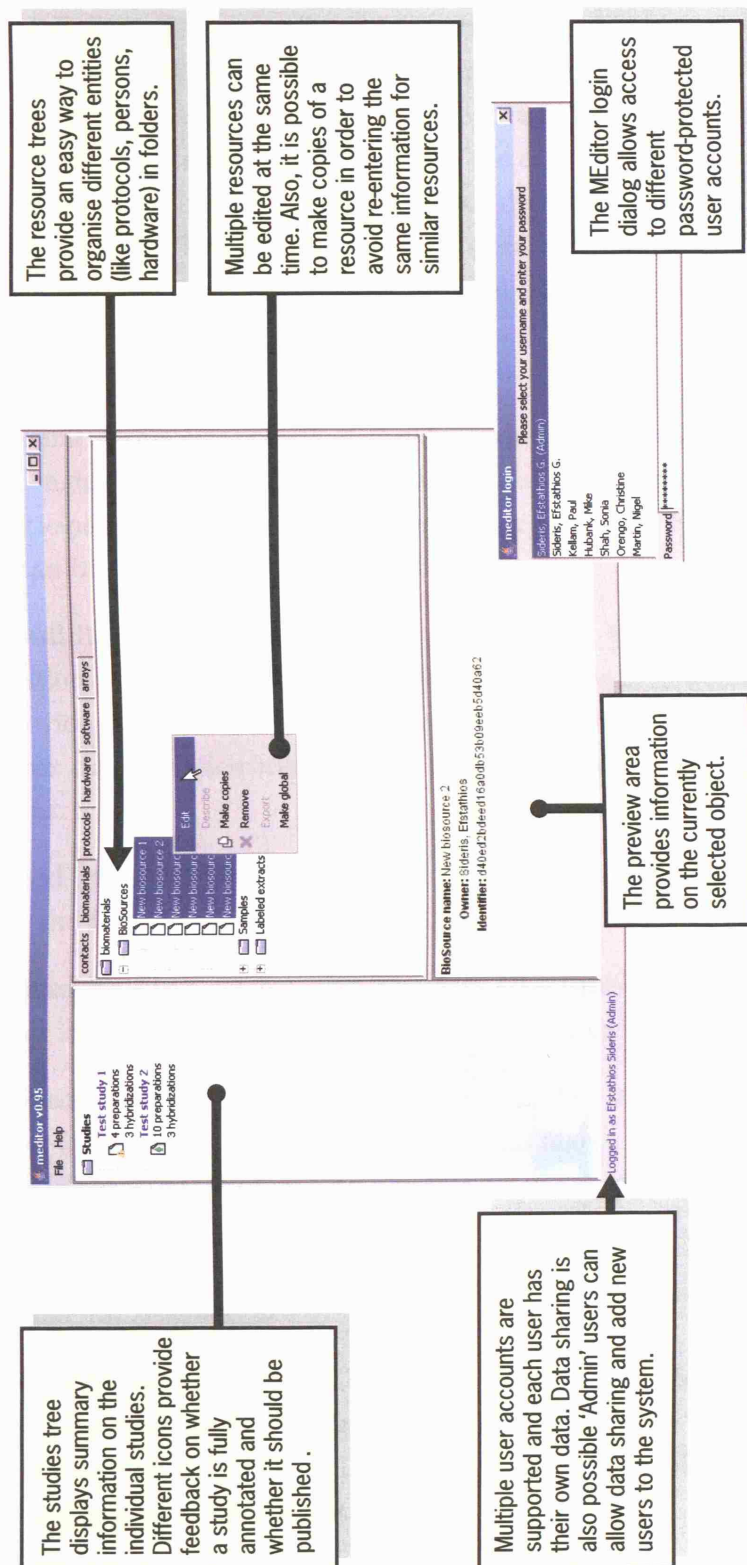 The resource trees
provide an easy way to
organise different entities
(like protocols, persons,
hardware) in folders.
Multiple resources can
be edited at the same
time. Also, it is possible
to make copies of a
resource in order to
avoid re-entering the
same information for
similar resources.
The studies tree
displays summary
information on the
individual studies.
Different icons provide
feedback on whether
a study is fully
annotated and
whether it should be
published .
meditor v0.95
File Help
Studies
Test study 1
4 preparations
3 hybridizations
Test study 2
10 preparations
3 hybridizations
contacts biomaterials protocols hardware software arrays
biomaterials
BioSources
New biosource 1
New biosource 2
New biosourc
New biosourc
New biosourc
New biosourc
Samples
Labeled extracts
Edit
Describe
Make copies
Remove
Export
Make global
BioSource name: New biosource 2
Owner: Sideris, Efstathios
Identifier: d40ed2bdeed16a0db53b09eeb5d40a62
Logged in as Efstathios Sideris (Admin)
meditor login
Please select your username and enter your password
Sideris, Efstathios G. (Admin)
Sideris, Efstathios G.
Kellam, Paul
Hubank, Mike
Shah, Sonia
Orengo, Christine
Martin, Nigel
Password ********
Multiple user accounts are
supported and each user has
their own data. Data sharing is
also possible 'Admin' users can
allow data sharing and add new
users to the system.
The preview area
provides information
on the currently
selected object.
The MEditor login
dialog allows access
to different
password-protected
user accounts.